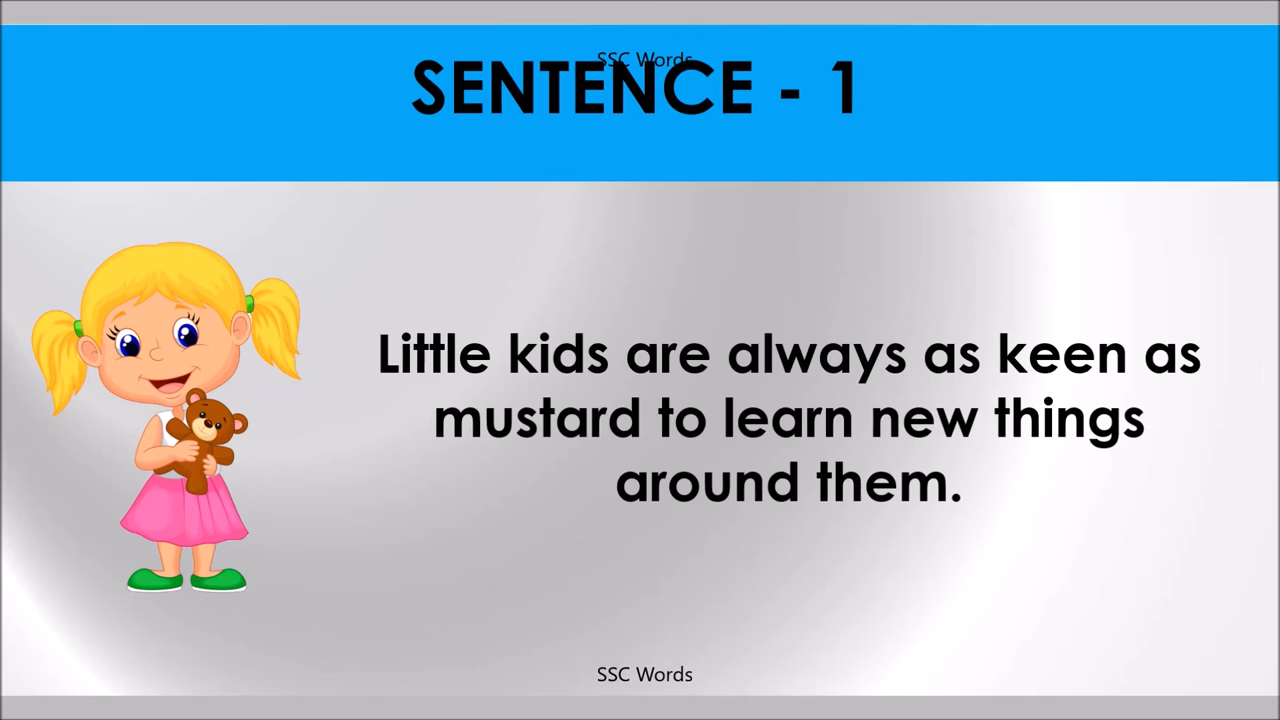 SSC Words
SENTENCE - 1
Little kids are always as keen as
mustard to learn new things
around them.
SSC Words